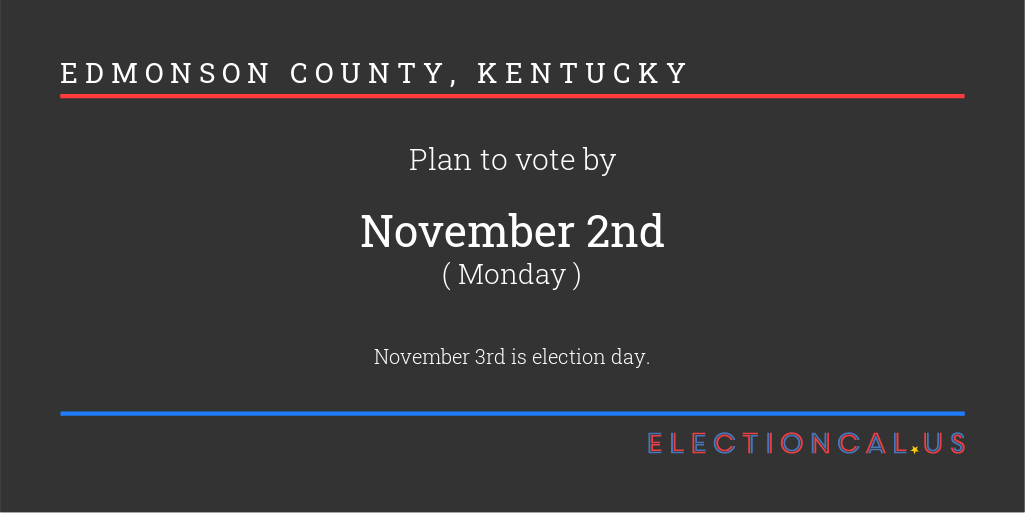 EDMONSON COUNTY, KENTUCKY
Plan to vote by
November 2nd
( Monday )
November 3rd is election day.
ELECTIONCAL.US